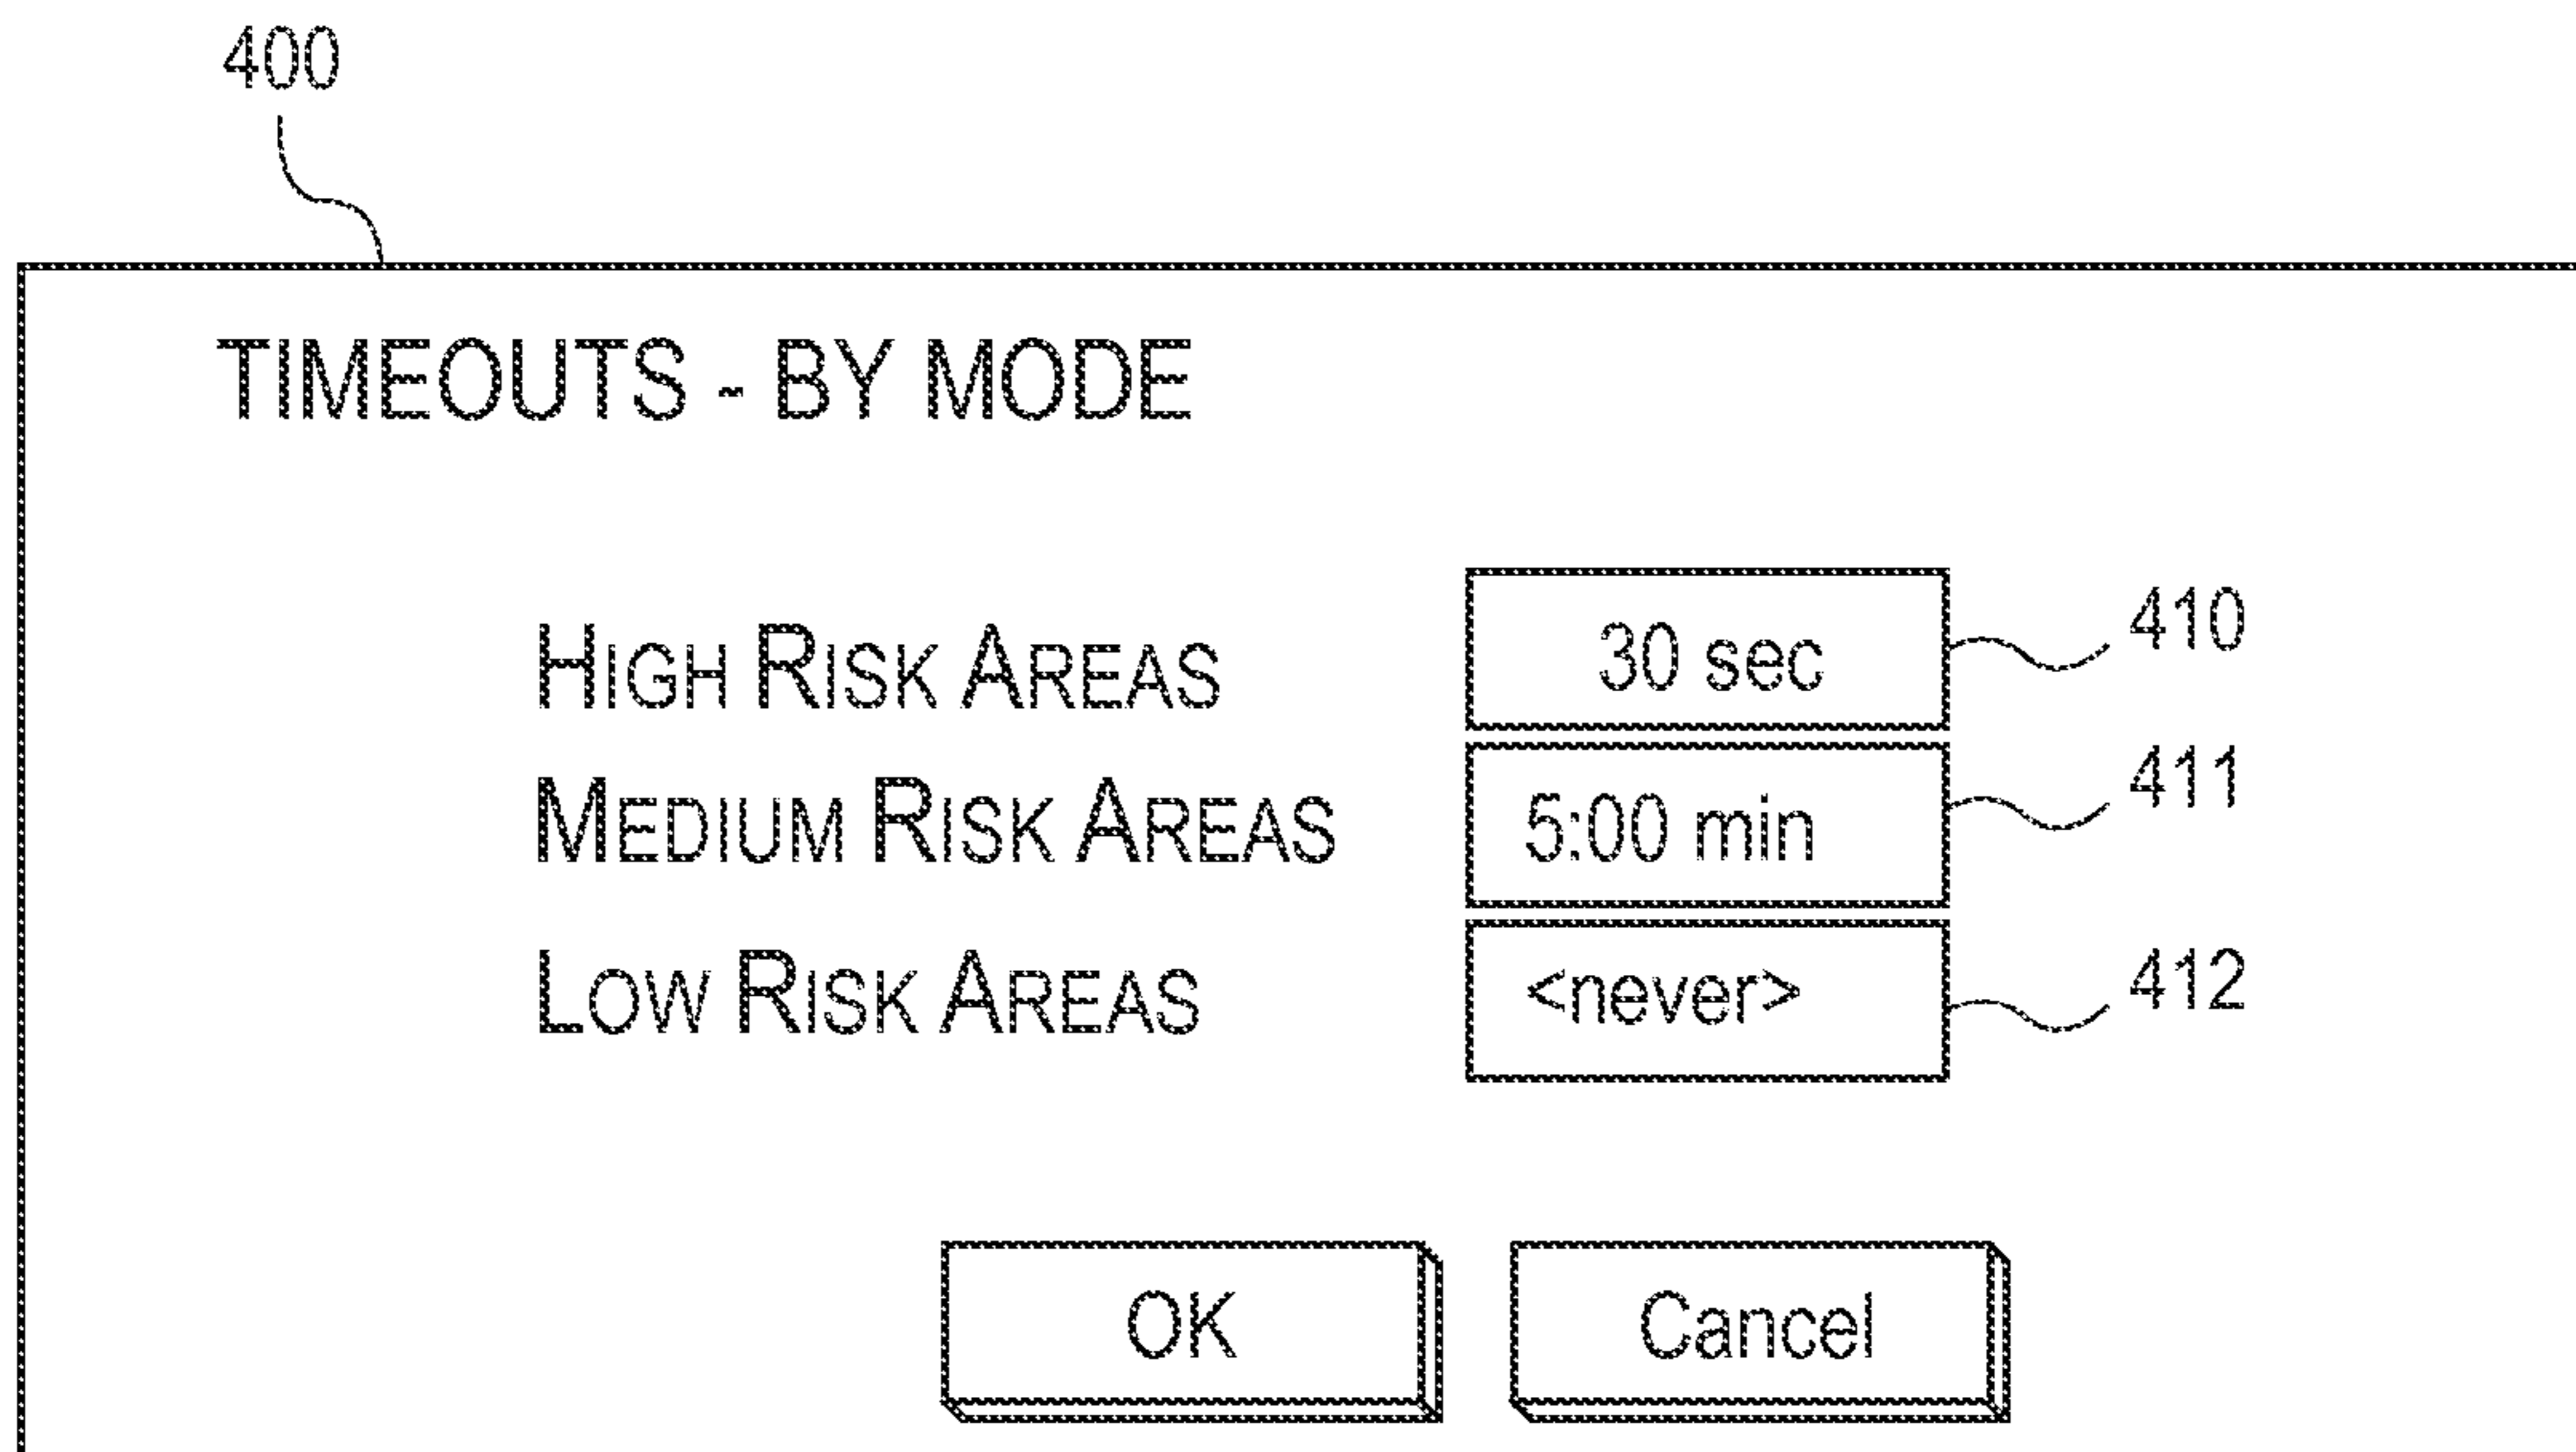 400
TIMEOUTS - BY MODE
HIGH RISK AREAS 30 sec 410
MEDIUM RISK AREAS 5:00 min 411
LOW RISK AREAS <never> 412
OK Cancel